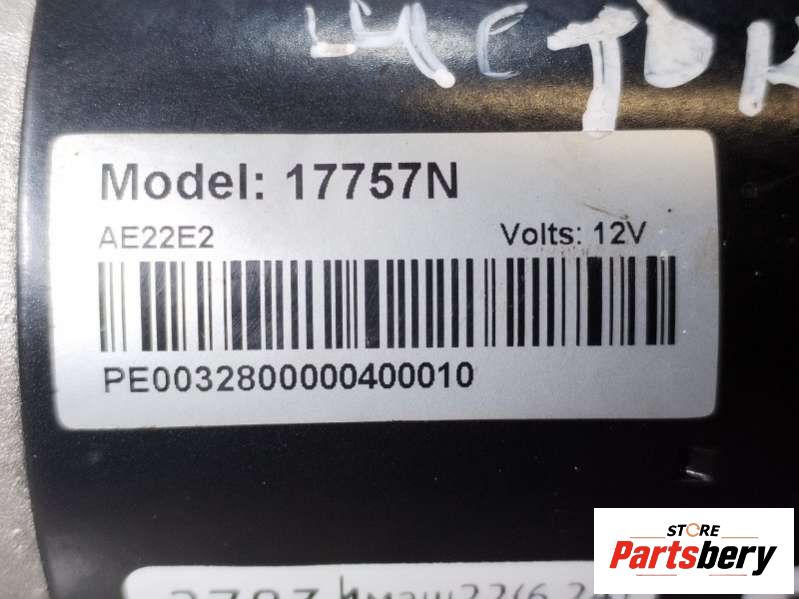 Model: 17757N
AE22E2 Volts: 12V
PE0032800000400010
STORE
Partsbery